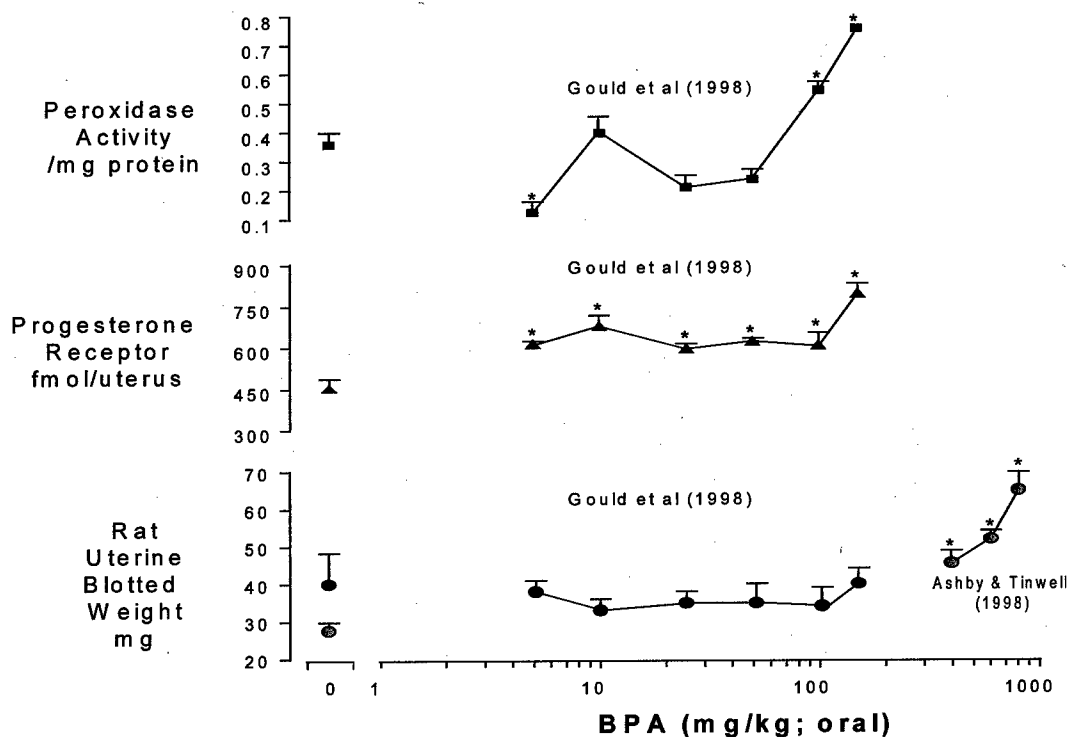 0.8
0.7
0.6
0.5
0.4
0.3
0.2
0.1
Peroxidase
Activity
/mg protein
Gould et al (1998)
*
*
*
900
750
600
450
300
Progesterone
Receptor
fmol/uterus
Gould et al (1998)
*
*
*
*
*
*
70
60
50
40
30
20
Rat
Uterine
Blotted
Weight
mg
Gould et al (1998)
*
*
*
Ashby & Tinwell
(1998)
0 1 10 100 1000
BPA (mg/kg; oral)